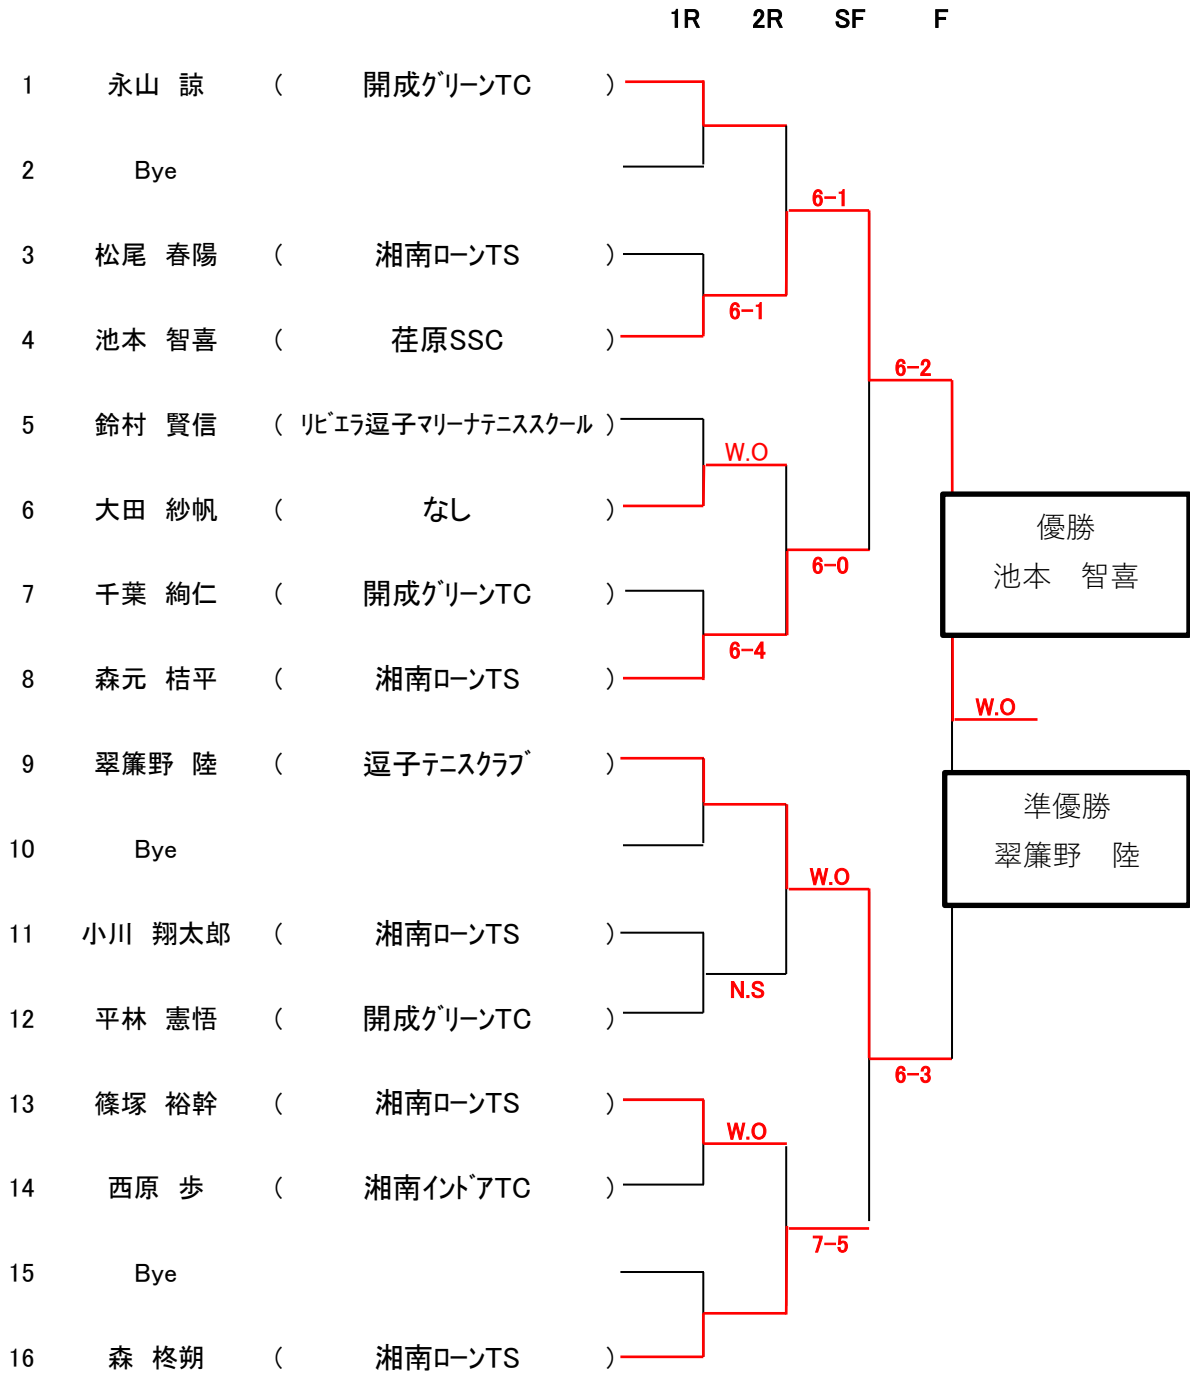 1R 2R SF F
1 永山 諒 ( 開成グリーンTC )
2 Bye
6-1
3 松尾 春陽 ( 湘南ローンTS )
6-1
4 池本 智喜 ( 荏原SSC )
6-2
5 鈴村 賢信 ( リビエラ逗子マリーナテニススクール )
W.O
6 大田 紗帆 ( なし )
優勝
池本 智喜
6-0
7 千葉 絢仁 ( 開成グリーンTC )
6-4
8 森元 桔平 ( 湘南ローンTS )
W.O
9 翠簾野 陸 ( 逗子テニスクラブ )
準優勝
翠簾野 陸
10 Bye
W.O
11 小川 翔太郎 ( 湘南ローンTS )
N.S
12 平林 憲悟 ( 開成グリーンTC )
6-3
13 篠塚 裕幹 ( 湘南ローンTS )
W.O
14 西原 歩 ( 湘南インドアTC )
7-5
15 Bye
16 森 柊朔 ( 湘南ローンTS )